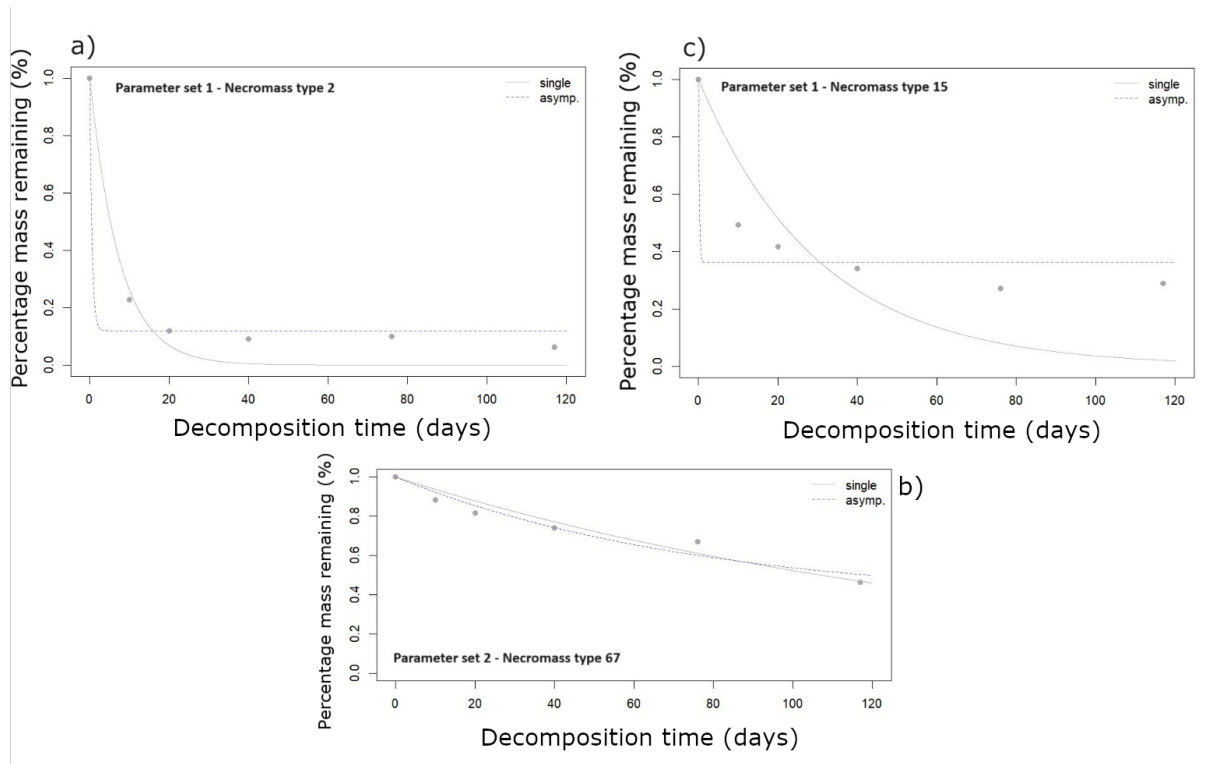 a)
Percentage mass remaining (%)
Parameter set 1 - Necromass type 2
single
asymp.
1.0
0.8
0.6
0.4
0.2
0.0
0 20 40 60 80 100 120
Decomposition time (days)
c)
Percentage mass remaining (%)
Parameter set 1 - Necromass type 15
single
asymp.
1.0
0.8
0.6
0.4
0.2
0.0
0 20 40 60 80 100 120
Decomposition time (days)
b)
Percentage mass remaining (%)
single
asymp.
1.0
0.8
0.6
0.4
0.2
0.0
Parameter set 2 - Necromass type 67
0 20 40 60 80 100 120
Decomposition time (days)